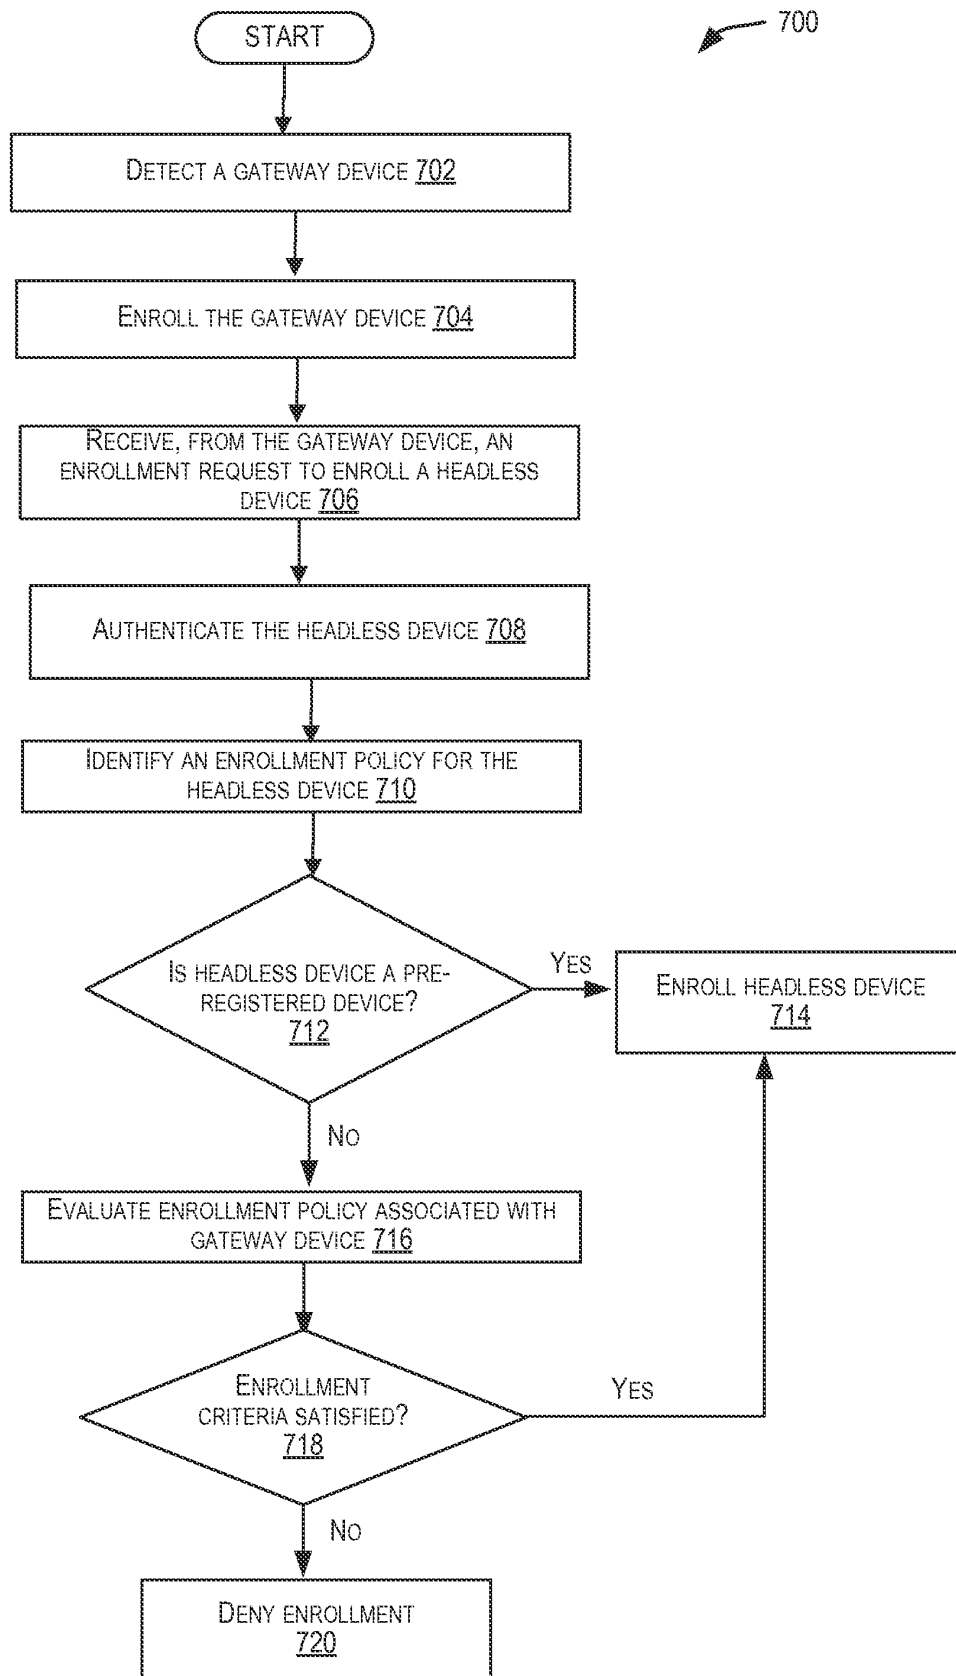 START
700
DETECT A GATEWAY DEVICE 702
ENROLL THE GATEWAY DEVICE 704
RECEIVE, FROM THE GATEWAY DEVICE, AN
ENROLLMENT REQUEST TO ENROLL A HEADLESS
DEVICE 706
AUTHENTICATE THE HEADLESS DEVICE 708
IDENTIFY AN ENROLLMENT POLICY FOR THE
HEADLESS DEVICE 710
IS HEADLESS DEVICE A PRE-
REGISTERED DEVICE?
712
YES
ENROLL HEADLESS DEVICE
714
NO
EVALUATE ENROLLMENT POLICY ASSOCIATED WITH
GATEWAY DEVICE 716
ENROLLMENT
CRITERIA SATISFIED?
718
YES
NO
DENY ENROLLMENT
720